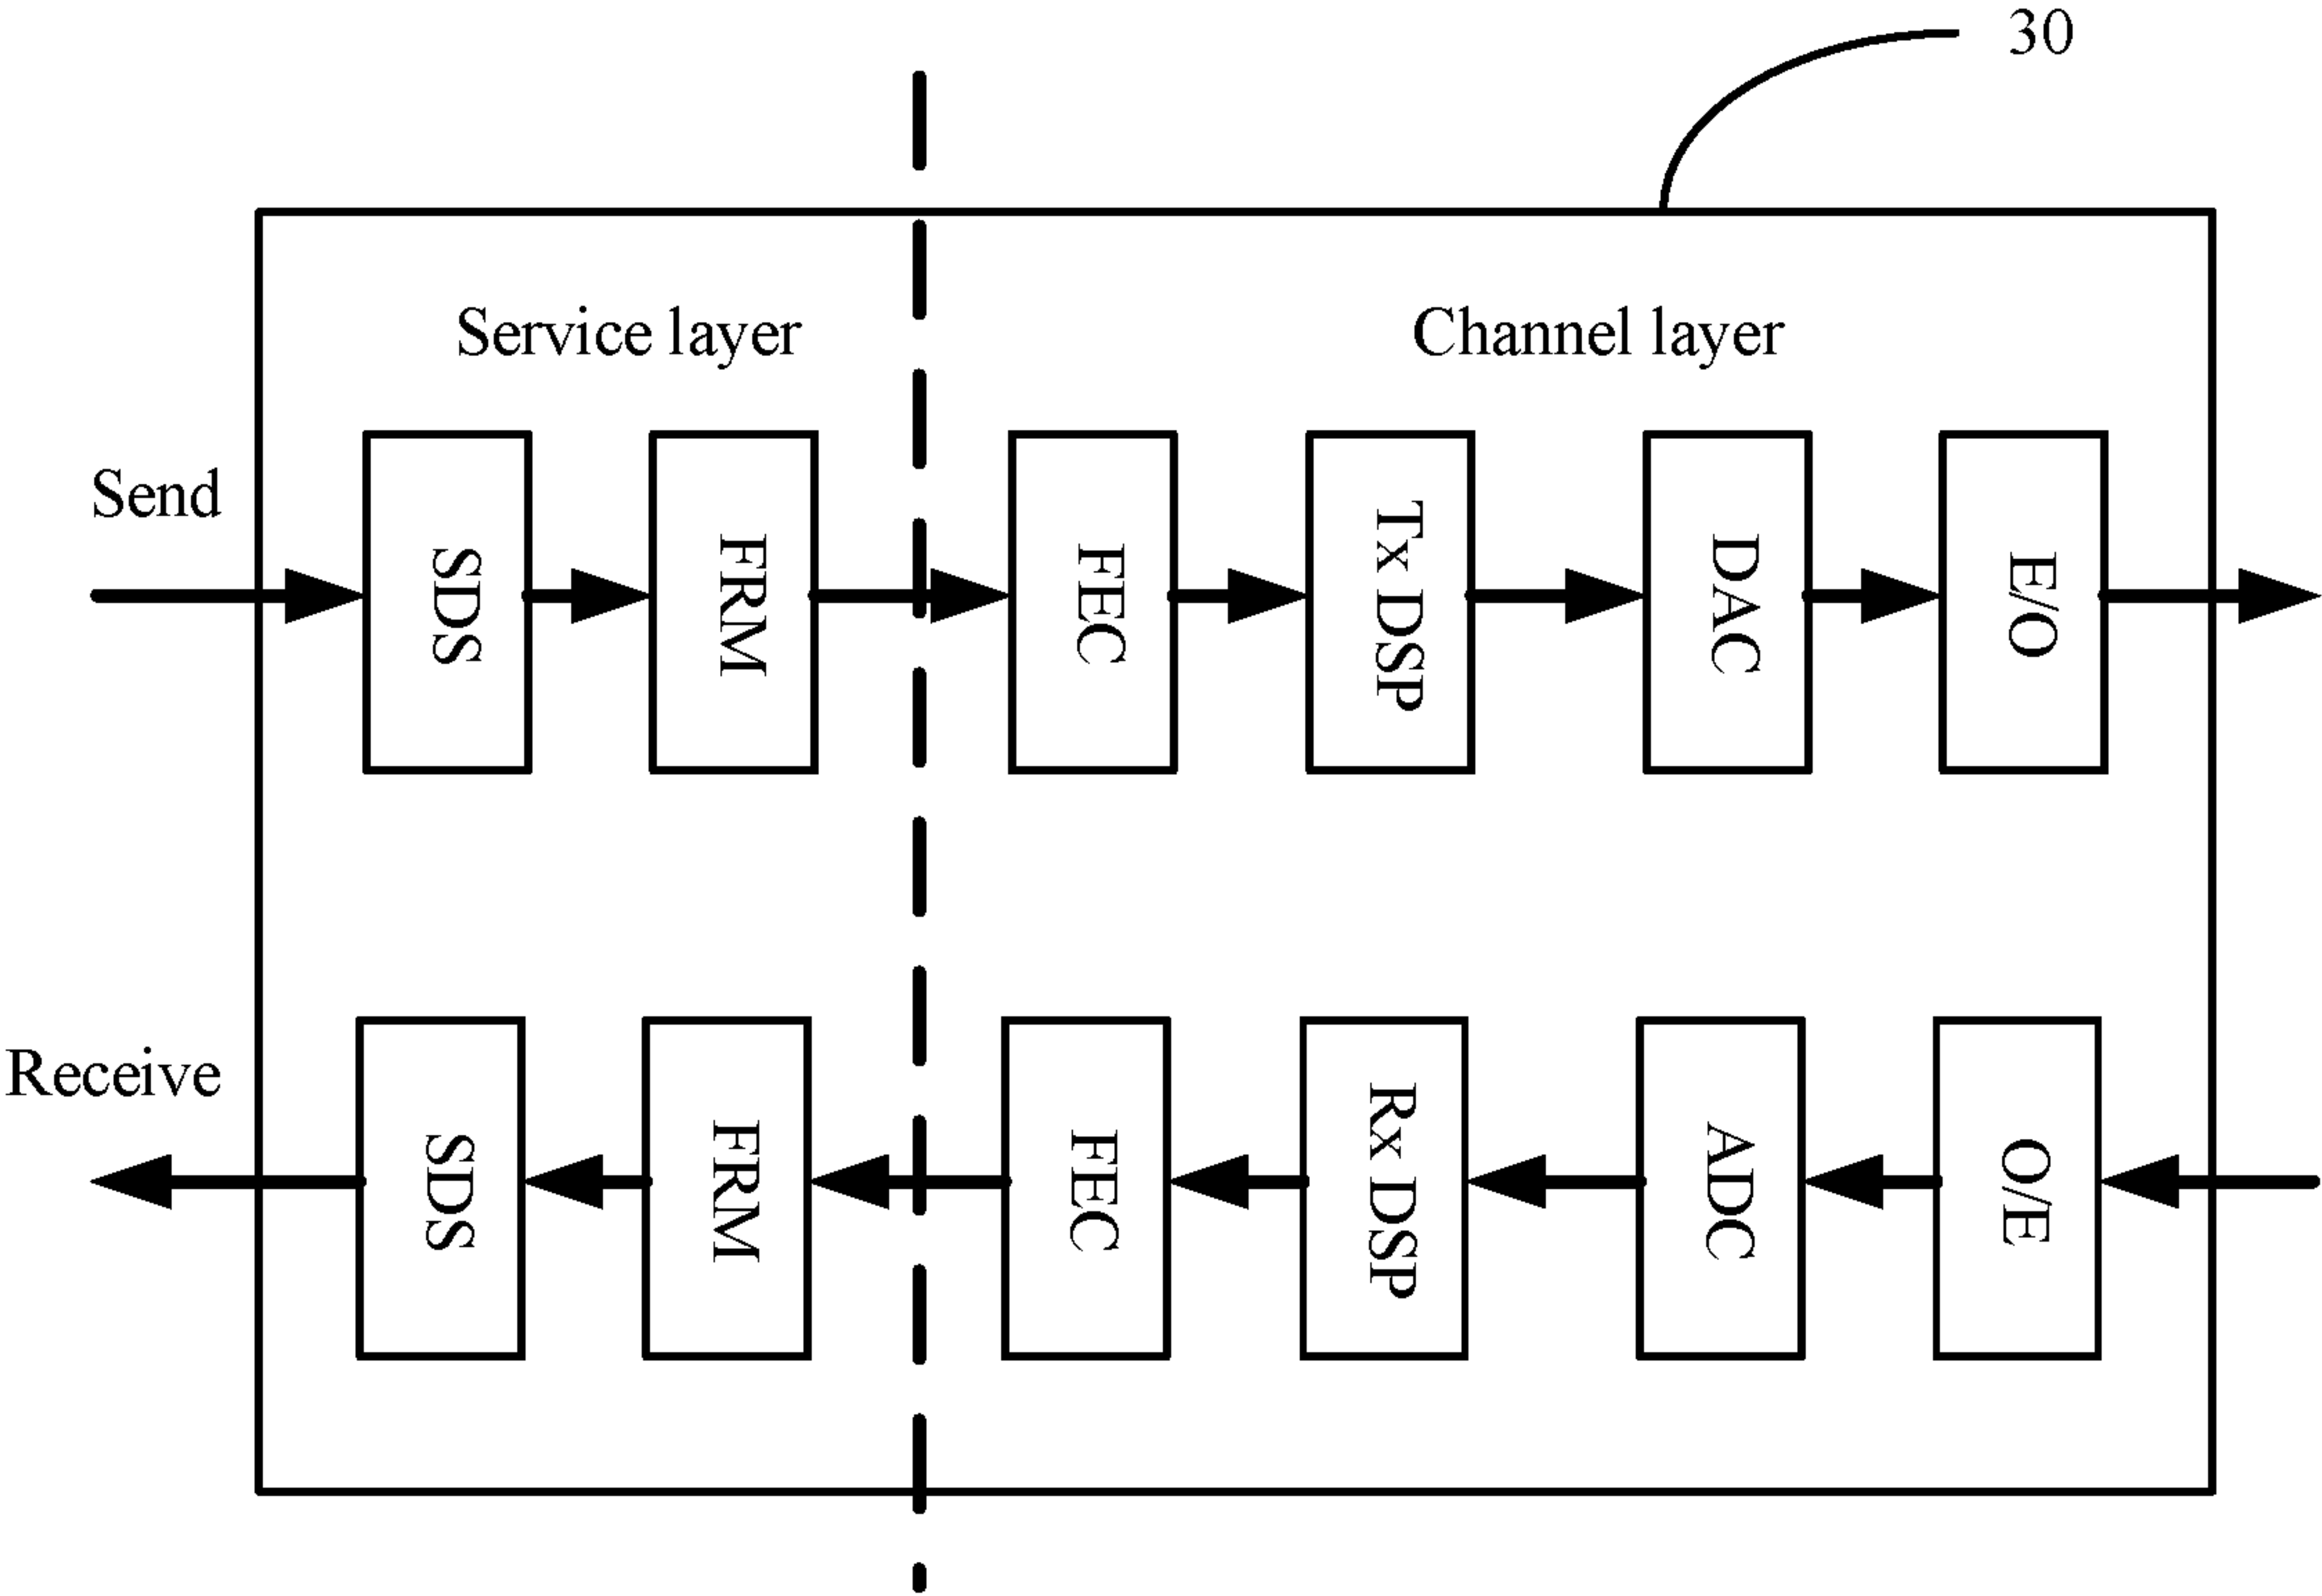 30
Service layer
Channel layer
Send
SDS
FRM
FEC
Tx DSP
DAC
E/O
Receive
SDS
FRM
FEC
Rx DSP
ADC
O/E